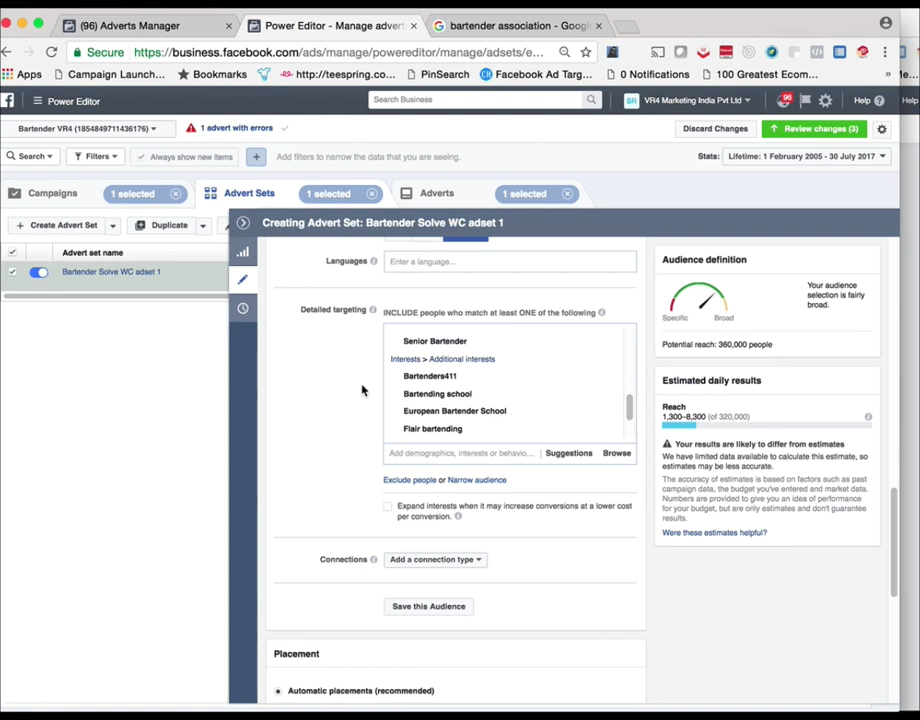 (96) Adverts Manager
Power Editor - Manage advert
bartender association - Goog
Secure
https://business.facebook.com/ads/manage/powereditor/manage/adsets/e...
Apps
Campaign Launch...
Bookmarks
http://teespring.co...
PinSearch
Facebook Ad Targ...
0 Notifications
100 Greatest Ecom...
»
Power Editor
Search Business
SR
VR4 Marketing India Pvt Ltd
96
Help
Help
Bartender VR4 (1854849711436176)
1 advert with errors
Discard Changes
Review changes (3)
Search
Filters
Always show new items
+
Add filters to narrow the data that you are seeing.
Stats:
Lifetime: 1 February 2005 - 30 July 2017
Campaigns
1 selected
Advert Sets
1 selected
Adverts
1 selected
+ Create Advert Set
Duplicate
Creating Advert Set: Bartender Solve WC adset 1
Advert set name
Bartender Solve WC adset 1
Languages
Enter a language...
Detailed targeting
INCLUDE people who match at least ONE of the following
Senior Bartender
Interests > Additional interests
Bartenders411
Bartending school
European Bartender School
Flair bartending
Add demographics, interests or behavio...
Suggestions
Browse
Exclude people or Narrow audience
Expand interests when it may increase conversions at a lower cost
per conversion.
Connections
Add a connection type
Save this Audience
Placement
Automatic placements (recommended)
Audience definition
Specific
Broad
Your audience
selection is fairly
broad.
Potential reach: 360,000 people
Estimated daily results
Reach
1,300–8,300 (of 320,000)
Your results are likely to differ from estimates
We have limited data available to calculate this estimate, so
estimates may be less accurate.
The accuracy of estimates is based on factors such as past
campaign data, the budget you've entered and market data.
Numbers are provided to give you an idea of performance
for your budget, but are only estimates and don't guarantee
results.
Were these estimates helpful?